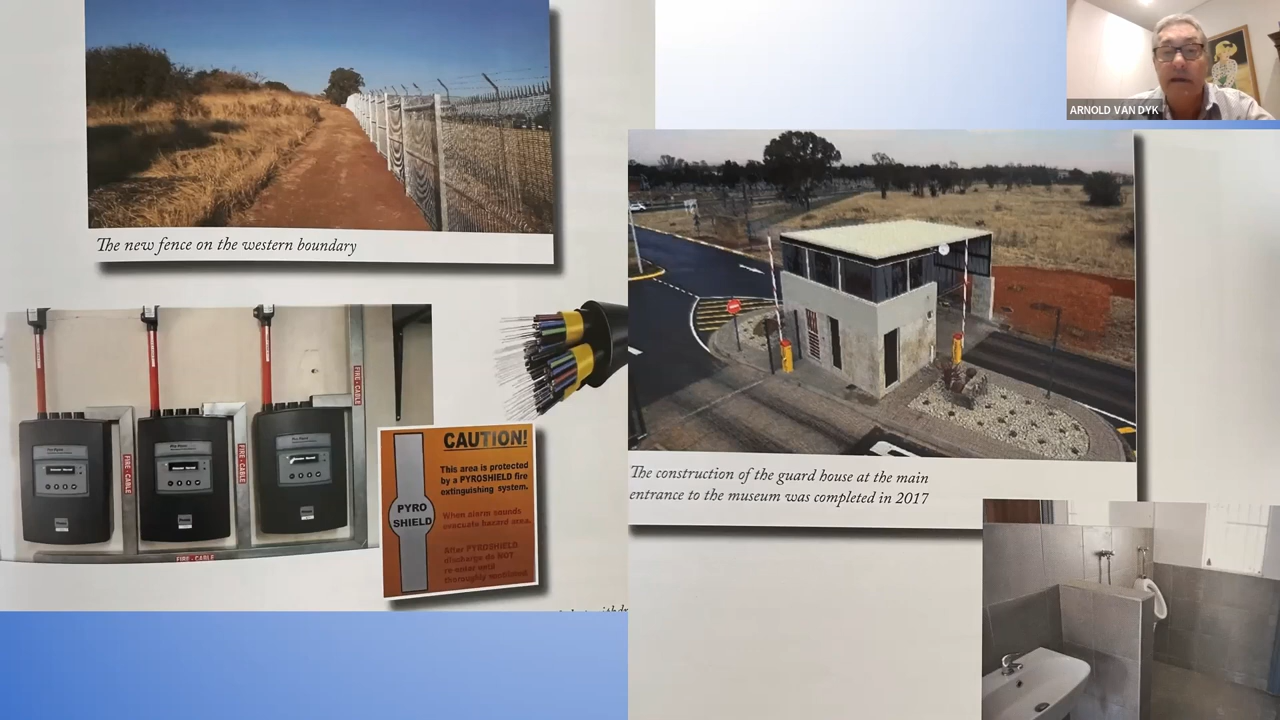 The new fence on the western boundary
FIRE - CABLE
FIRE - CABLE
FIRE - CABLE
FIRE - CABLE
CAUTION!
This area is protected
by a PYROSHIELD fire
extinguishing system.
PYRO
SHIELD
When alarm sounds
evacuate hazard area.
After PYROSHIELD
discharge do NOT
re-enter until
thoroughly ventilated.
ARNOLD VAN DYK
The construction of the guard house at the main
entrance to the museum was completed in 2017